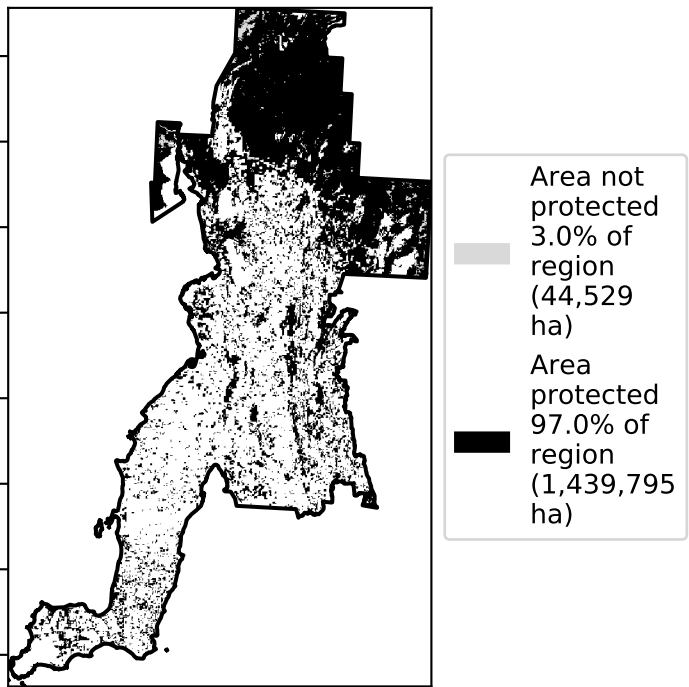 Area not
protected
3.0% of
region
(44,529
ha)
Area
protected
97.0% of
region
(1,439,795
ha)